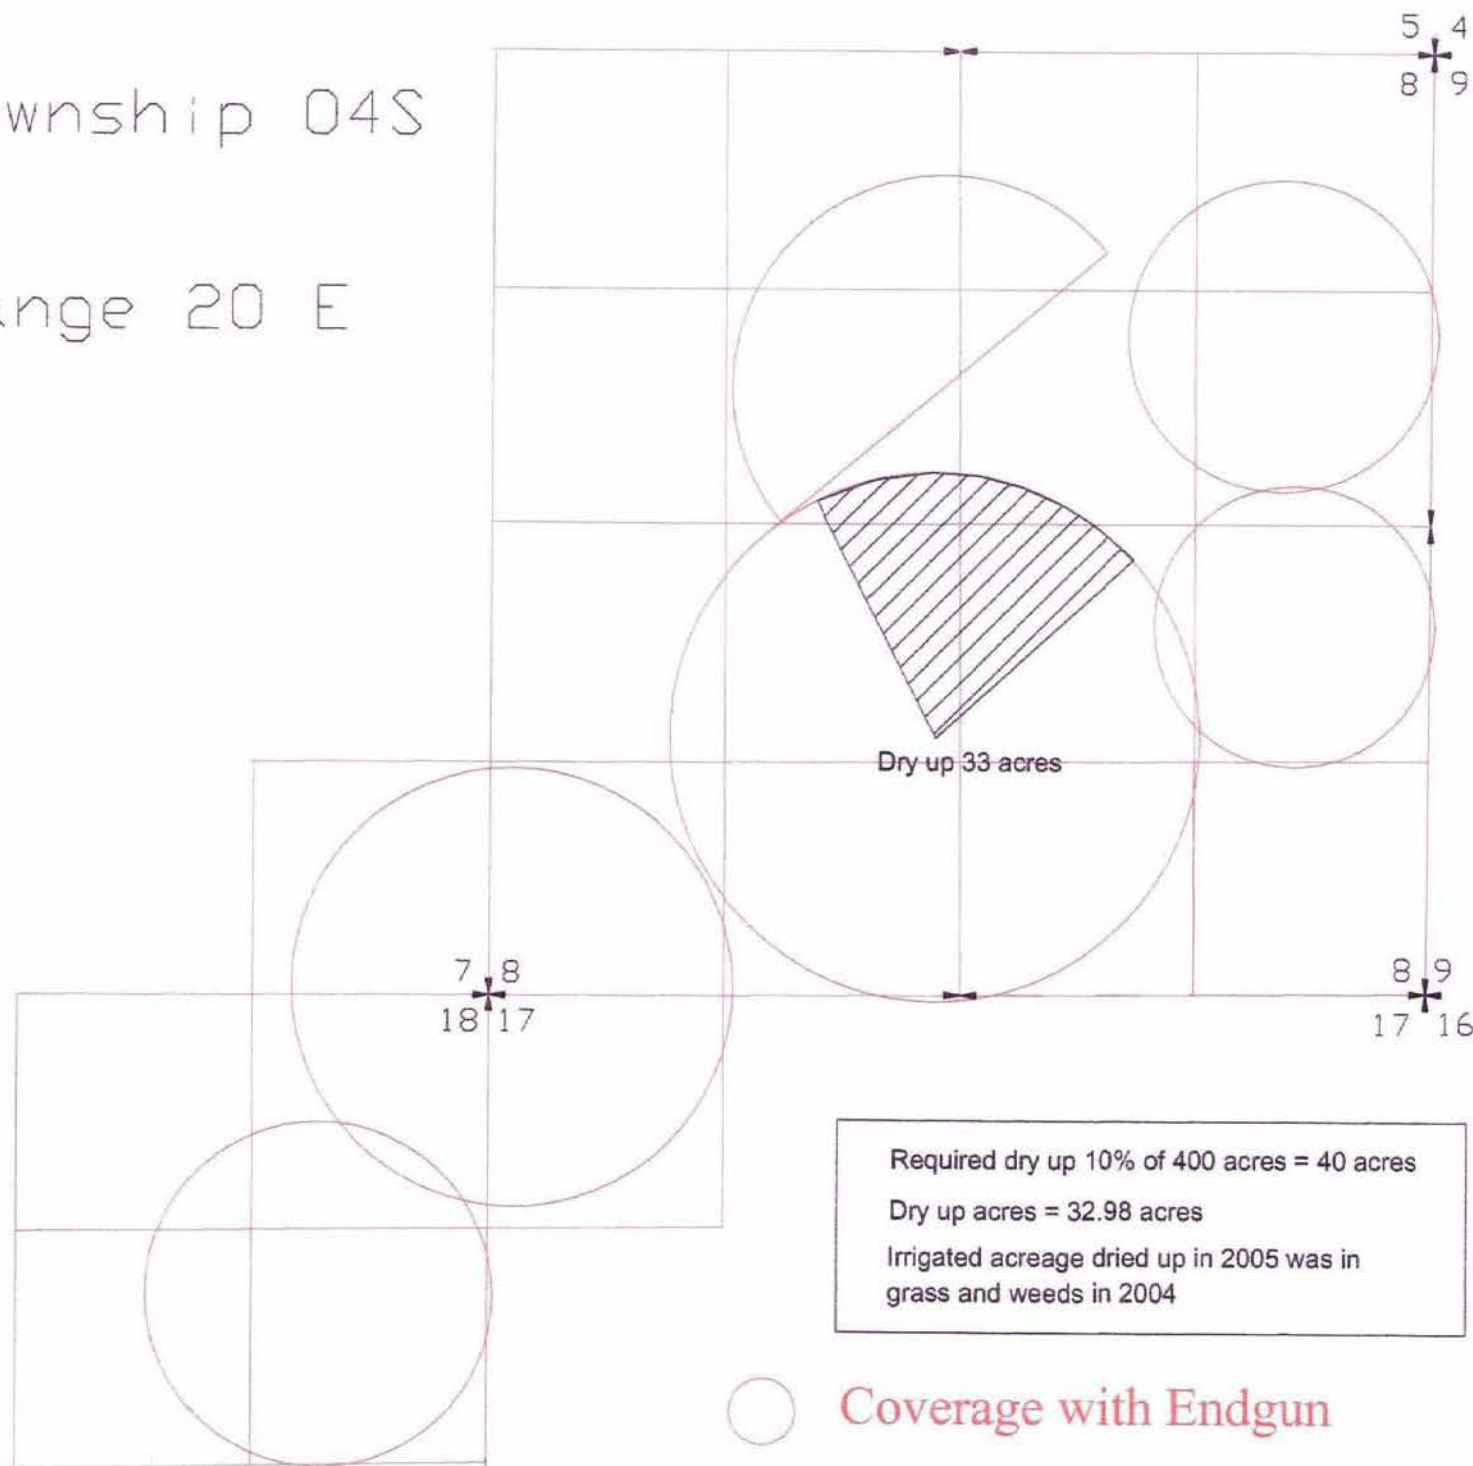 5 4
8 9
wnship 04S
nge 20 E
Dry up 33 acres
7 8
18 17
8 9
17 16
Required dry up 10% of 400 acres = 40 acres
Dry up acres = 32.98 acres
Irrigated acreage dried up in 2005 was in
grass and weeds in 2004
Coverage with Endgun